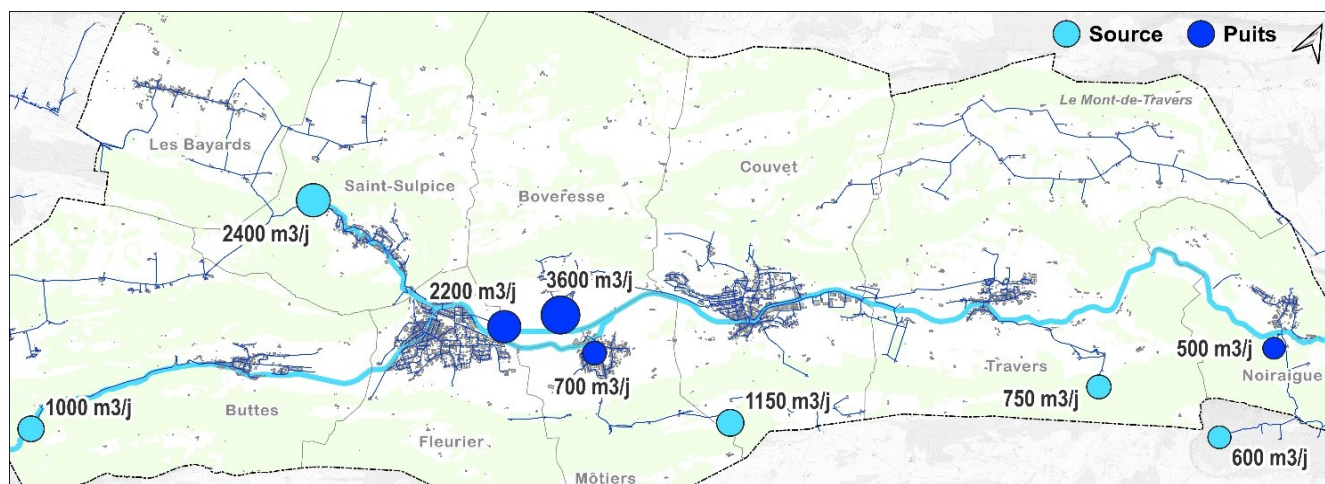 Source
Puits
Le Mont-de-Travers
Les Bayards
Saint-Sulpice
Boveresse
Couvet
2400 m3/j
2200 m3/j
3600 m3/j
700 m3/j
500 m3/j
Noiraigue
Travers
750 m3/j
1000 m3/j
Buttes
1150 m3/j
Fleurier
600 m3/j
Môtiers